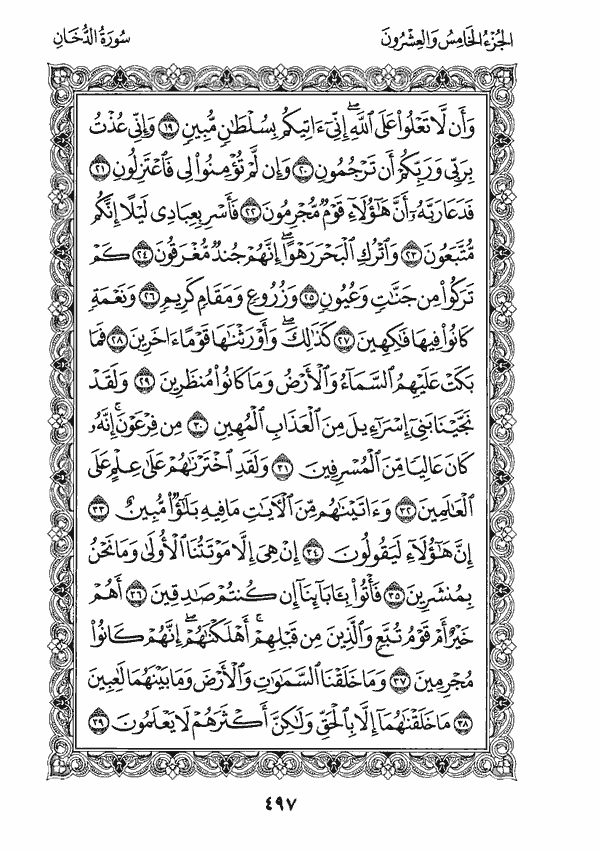 الجُزءُ الخَامِسُ وَالعِشْرُونَ
سُورَةُ الدُّخَانِ
وَأَن لَّا تَعْلُوا۟ عَلَى ٱللَّهِ ۖ إِنِّىٓ ءَاتِيكُم بِسُلْطَـٰنٍ مُّبِينٍ ١٩ وَإِنِّى عُذْتُ
بِرَبِّى وَرَبِّكُمْ أَن تَرْجُمُونِ ٢٠ وَإِن لَّمْ تُؤْمِنُوا۟ لِى فَٱعْتَزِلُونِ ٢١
فَدَعَا رَبَّهُۥٓ أَنَّ هَـٰٓؤُلَآءِ قَوْمٌ مُّجْرِمُونَ ٢٢ فَأَسْرِ بِعِبَادِى لَيْلًا إِنَّكُم
مُّتَّبَعُونَ ٢٣ وَٱتْرُكِ ٱلْبَحْرَ رَهْوًا ۖ إِنَّهُمْ جُندٌ مُّغْرَقُونَ ٢٤ كَمْ
تَرَكُوا۟ مِن جَنَّـٰتٍ وَعُيُونٍ ٢٥ وَزُرُوعٍ وَمَقَامٍ كَرِيمٍ ٢٦ وَنَعْمَةٍ
كَانُوا۟ فِيهَا فَـٰكِهِينَ ٢٧ كَذَٰلِكَ ۖ وَأَوْرَثْنَـٰهَا قَوْمًا ءَاخَرِينَ ٢٨ فَمَا
بَكَتْ عَلَيْهِمُ ٱلسَّمَآءُ وَٱلْأَرْضُ وَمَا كَانُوا۟ مُنظَرِينَ ٢٩ وَلَقَدْ
نَجَّيْنَا بَنِىٓ إِسْرَٰٓءِيلَ مِنَ ٱلْعَذَابِ ٱلْمُهِينِ ٣٠ مِن فِرْعَوْنَ ۚ إِنَّهُۥ
كَانَ عَالِيًا مِّنَ ٱلْمُسْرِفِينَ ٣١ وَلَقَدِ ٱخْتَرْنَـٰهُمْ عَلَىٰ عِلْمٍ عَلَى
ٱلْعَـٰلَمِينَ ٣٢ وَءَاتَيْنَـٰهُم مِّنَ ٱلْـَٔايَـٰتِ مَا فِيهِ بَلَـٰٓؤٌا۟ مُّبِينٌ ٣٣
إِنَّ هَـٰٓؤُلَآءِ لَيَقُولُونَ ٣٤ إِنْ هِىَ إِلَّا مَوْتَتُنَا ٱلْأُولَىٰ وَمَا نَحْنُ
بِمُنشَرِينَ ٣٥ فَأْتُوا۟ بِـَٔابَآئِنَآ إِن كُنتُمْ صَـٰدِقِينَ ٣٦ أَهُمْ
خَيْرٌ أَمْ قَوْمُ تُبَّعٍ وَٱلَّذِينَ مِن قَبْلِهِمْ ۚ أَهْلَكْنَـٰهُمْ ۖ إِنَّهُمْ كَانُوا۟
مُجْرِمِينَ ٣٧ وَمَا خَلَقْنَا ٱلسَّمَـٰوَٰتِ وَٱلْأَرْضَ وَمَا بَيْنَهُمَا لَـٰعِبِينَ
٣٨ مَا خَلَقْنَـٰهُمَآ إِلَّا بِٱلْحَقِّ وَلَـٰكِنَّ أَكْثَرَهُمْ لَا يَعْلَمُونَ ٣٩
٤٩٧